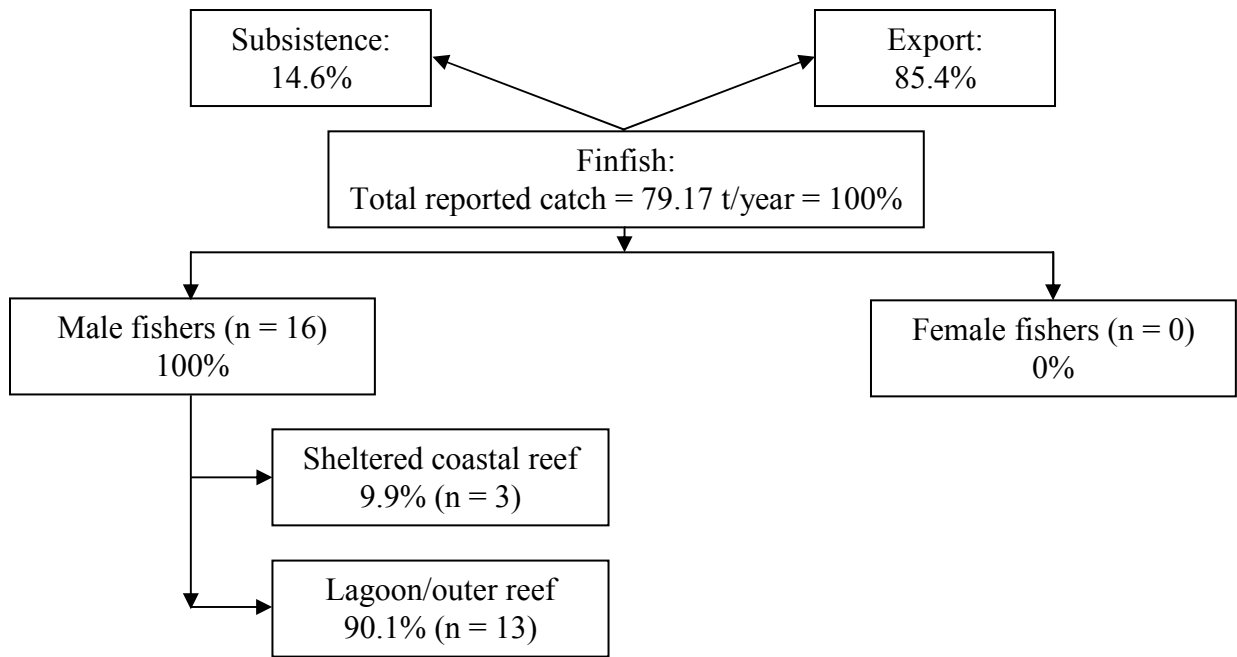 Subsistence:
14.6%
Export:
85.4%
Finfish:
Total reported catch = 79.17 t/year = 100%
Male fishers (n = 16)
100%
Female fishers (n = 0)
0%
Sheltered coastal reef
9.9% (n = 3)
Lagoon/outer reef
90.1% (n = 13)